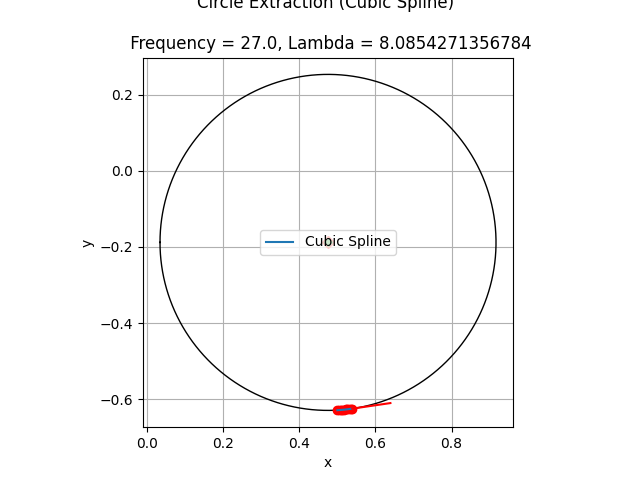 Circle Extraction (Cubic Spline)
Frequency = 27.0, Lambda = 8.0854271356784
0.2
0.0
−0.2
−0.4
−0.6
y
Cubic Spline
0.0 0.2 0.4 0.6 0.8
x